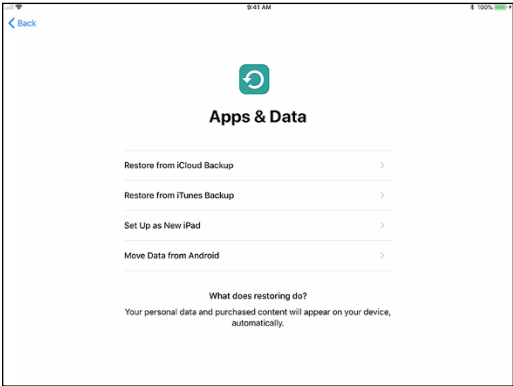 9:41 AM
100%
Back
Apps & Data
Restore from iCloud Backup
Restore from iTunes Backup
Set Up as New iPad
Move Data from Android
What does restoring do?
Your personal data and purchased content will appear on your device,
automatically.